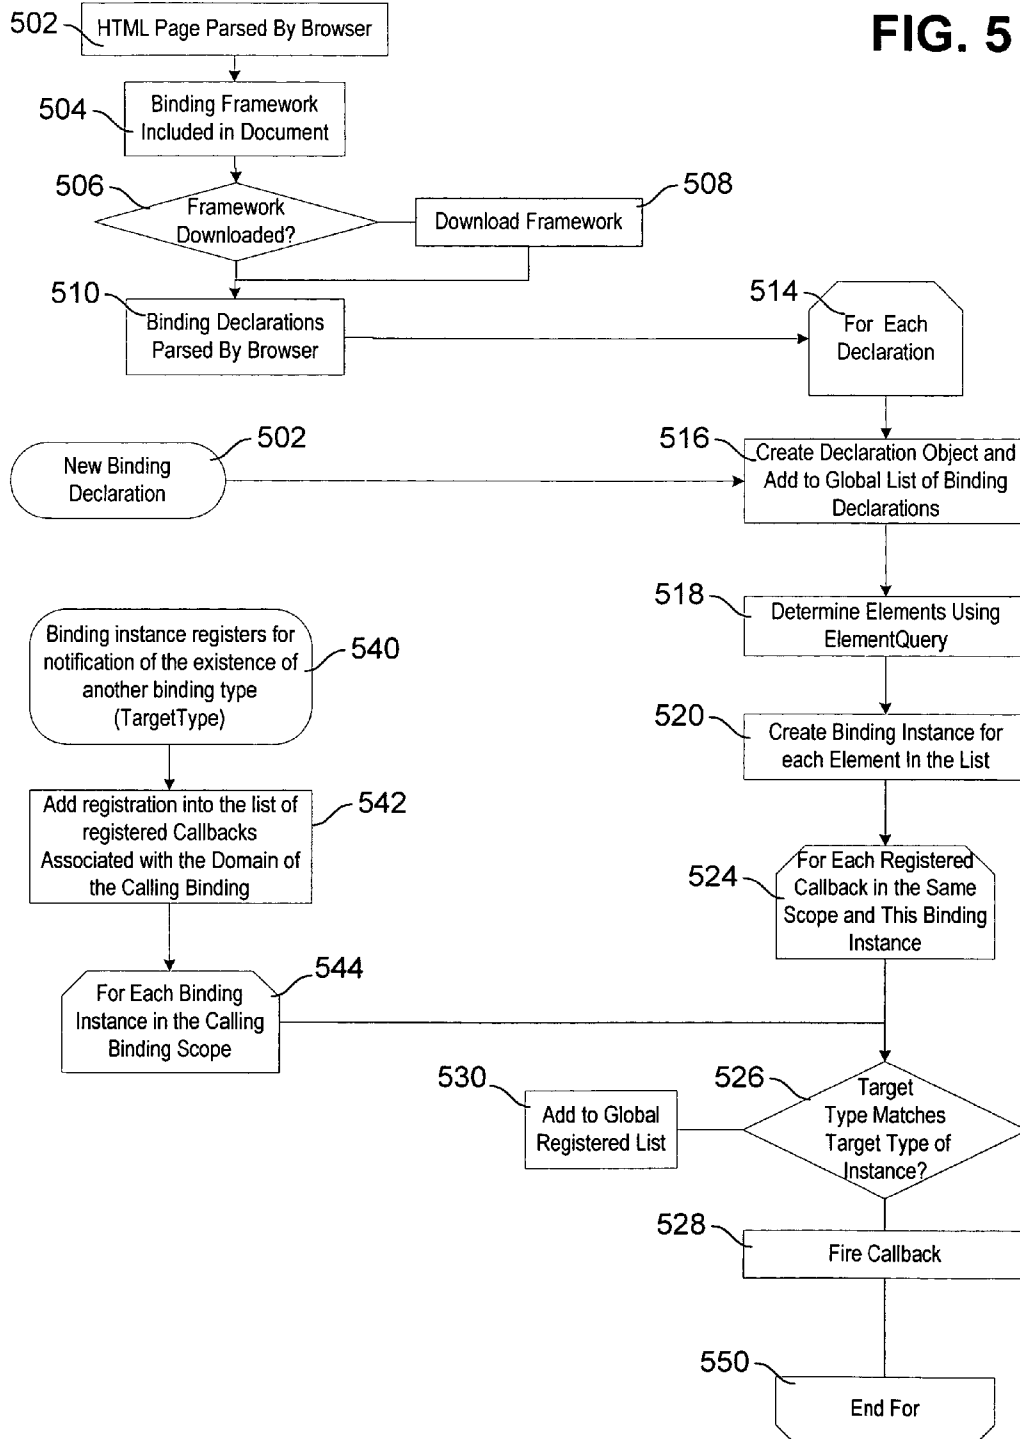 FIG. 5
502
HTML Page Parsed By Browser
504
Binding Framework
Included in Document
506
Framework
Downloaded?
508
Download Framework
510
Binding Declarations
Parsed By Browser
514
For Each
Declaration
502
New Binding
Declaration
516
Create Declaration Object and
Add to Global List of Binding
Declarations
518
Determine Elements Using
ElementQuery
540
Binding instance registers for
notification of the existence of
another binding type
(TargetType)
520
Create Binding Instance for
each Element In the List
542
Add registration into the list of
registered Callbacks
Associated with the Domain of
the Calling Binding
524
For Each Registered
Callback in the Same
Scope and This Binding
Instance
544
For Each Binding
Instance in the Calling
Binding Scope
530
Add to Global
Registered List
526
Target
Type Matches
Target Type of
Instance?
528
Fire Callback
550
End For